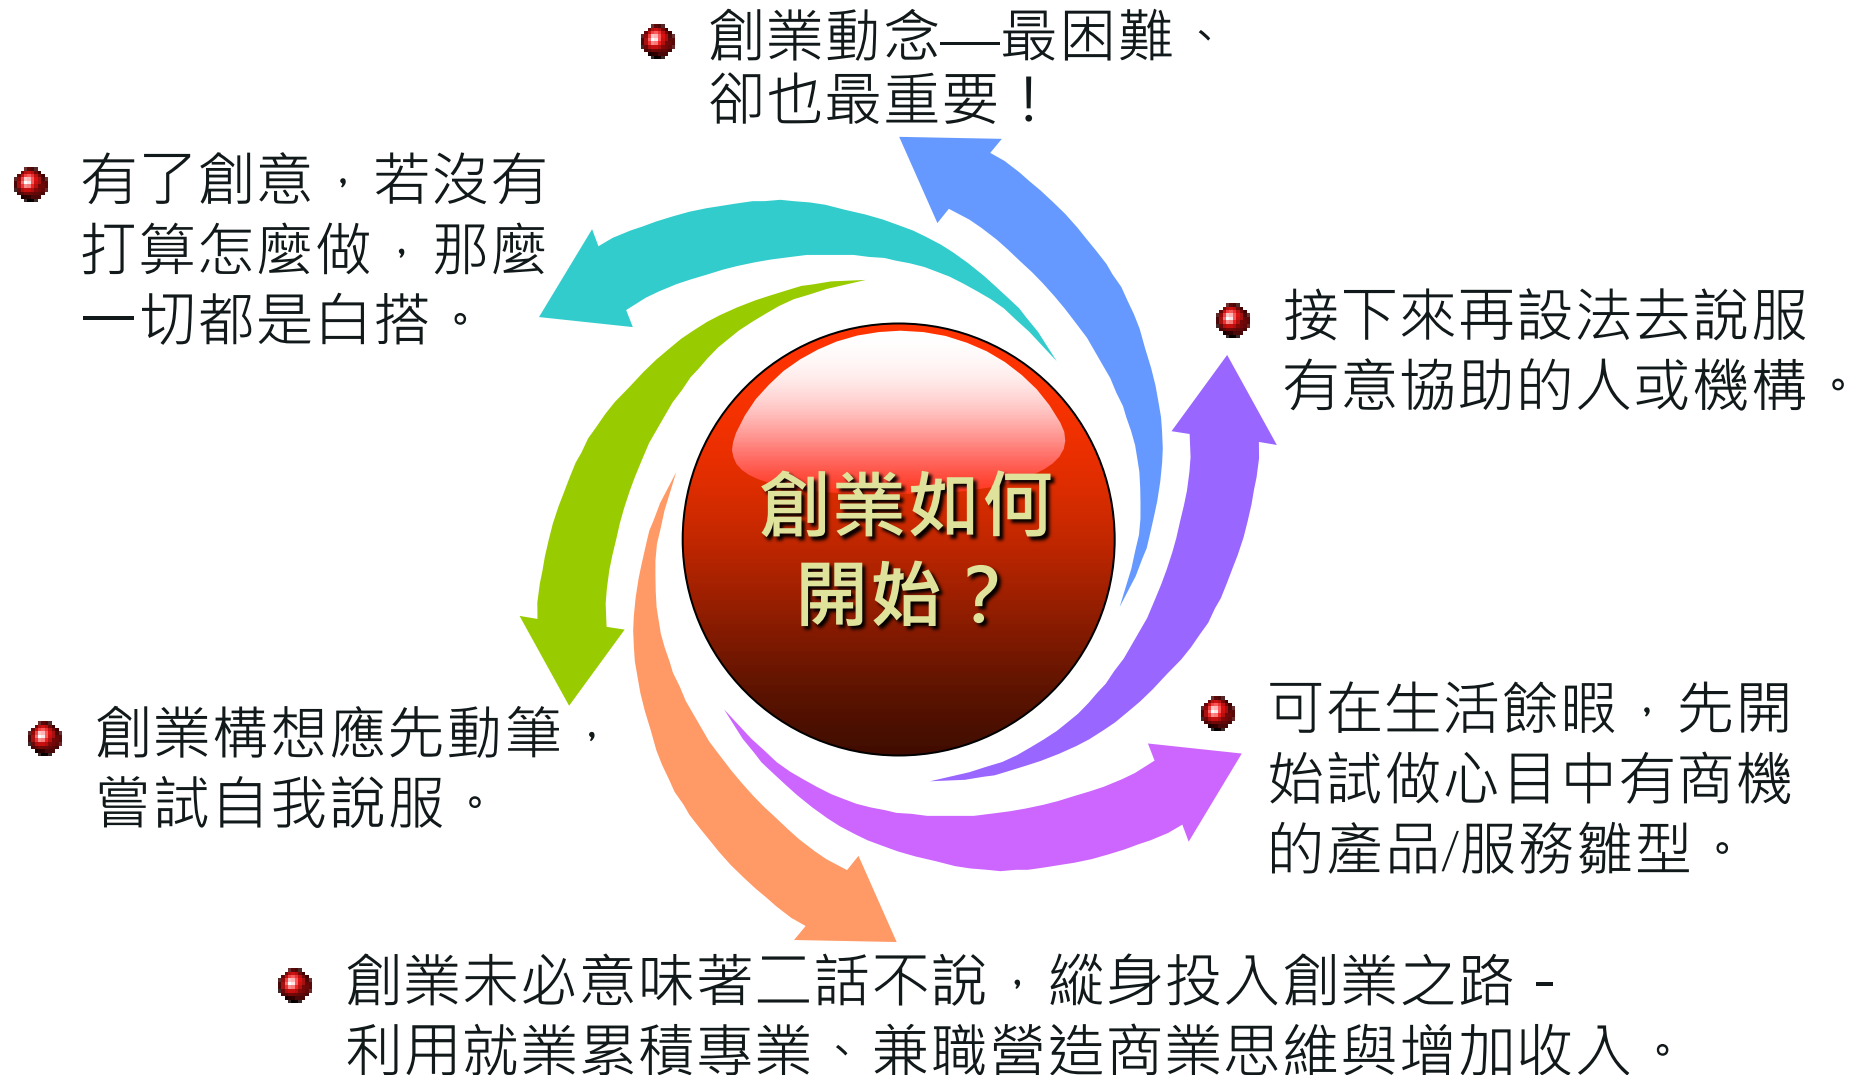 創業動念—最困難、
卻也最重要！
有了創意，若沒有
打算怎麼做，那麼
一切都是白搭。
接下來再設法去說服
有意協助的人或機構。
創業如何
開始？
創業構想應先動筆，
嘗試自我說服。
可在生活餘暇，先開
始試做心目中有商機
的產品/服務雛型。
創業未必意味著二話不說，縱身投入創業之路 -
利用就業累積專業、兼職營造商業思維與增加收入。